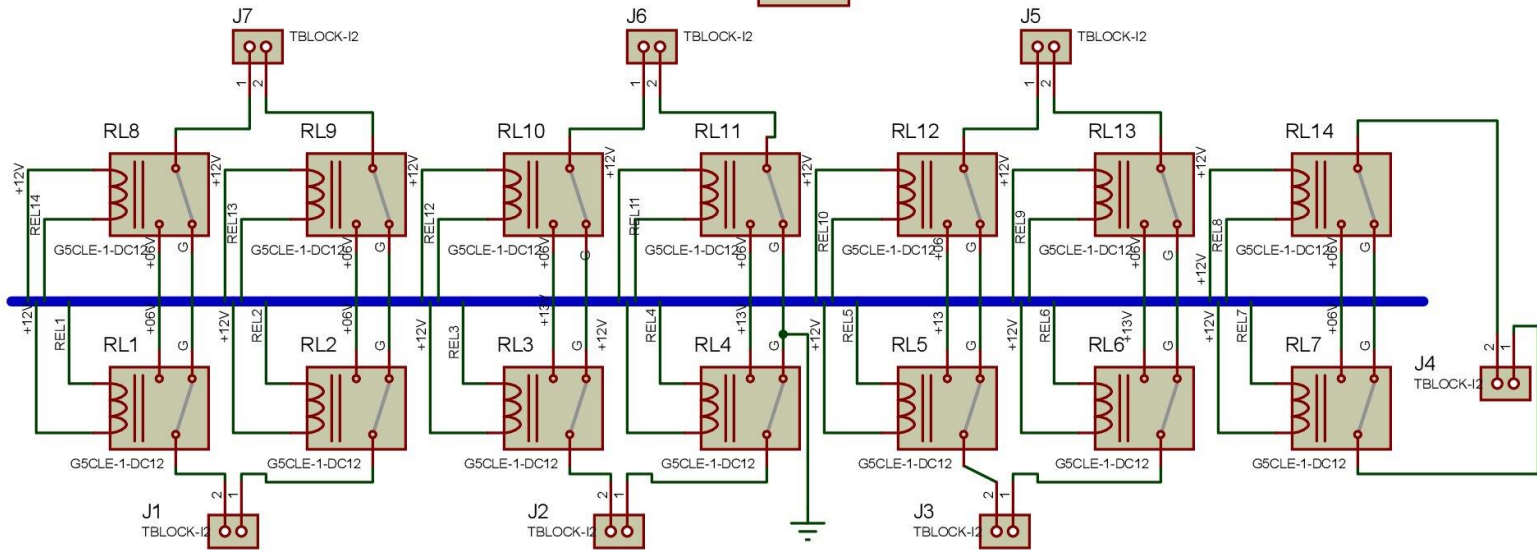 J7
TBLOCK-I2
J6
TBLOCK-I2
J5
TBLOCK-I2
1
2
1
2
1
2
RL8
RL9
RL10
RL11
RL12
RL13
RL14
+12V
REL14
+12V
REL13
+12V
REL12
+12V
REL11
+12V
REL10
+12V
REL9
+12V
REL8
+12V
G5CLE-1-DC12
G5CLE-1-DC12
G5CLE-1-DC12
G5CLE-1-DC12
G5CLE-1-DC12
G5CLE-1-DC12
G5CLE-1-DC12
+06V
G
+06V
G
+06V
G
+06V
G
+06
G
+06V
G
+06V
G
+12V
REL1
+06V
G
+12V
REL2
+06V
G
+12V
REL3
+13V
G
+12V
REL4
+13V
G
+12V
REL5
+13
G
+12V
REL6
+13V
G
+12V
REL7
+06V
G
RL1
RL2
RL3
RL4
RL5
RL6
RL7
J4
TBLOCK-I2
2
1
G5CLE-1-DC12
G5CLE-1-DC12
G5CLE-1-DC12
G5CLE-1-DC12
G5CLE-1-DC12
G5CLE-1-DC12
G5CLE-1-DC12
2
1
2
1
2
1
J1
TBLOCK-I2
J2
TBLOCK-I2
J3
TBLOCK-I2